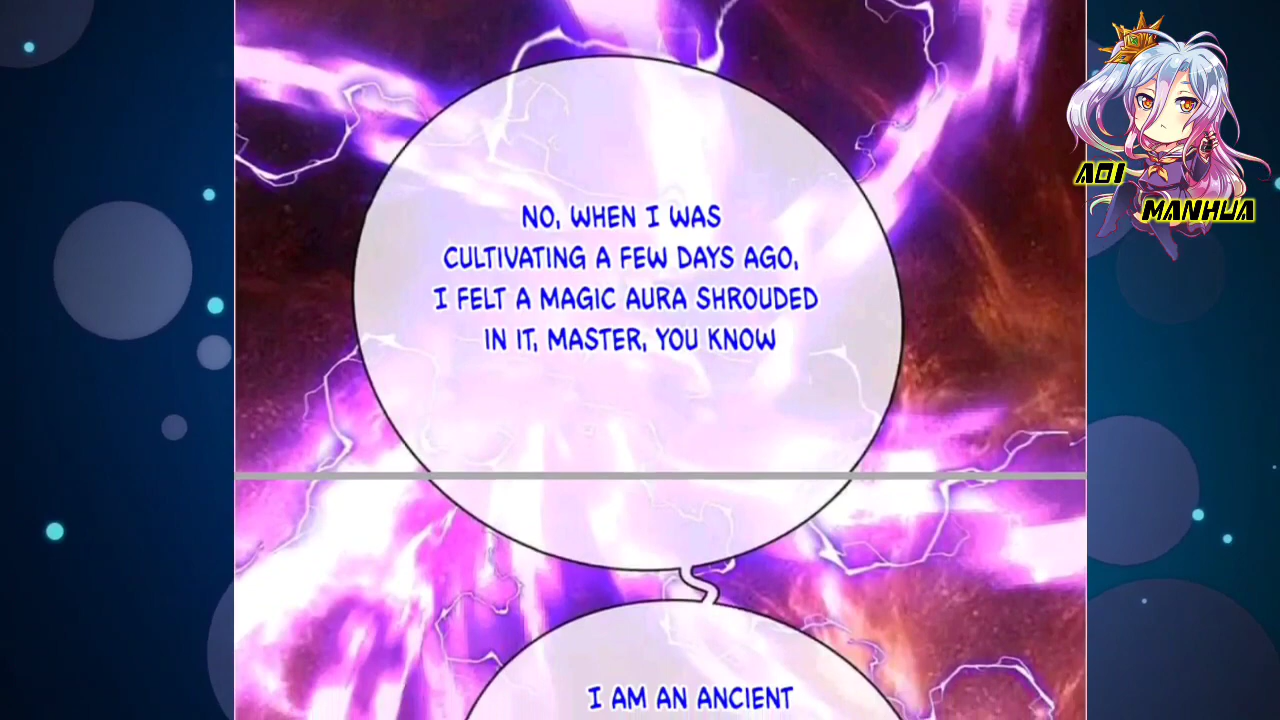 NO, WHEN I WAS
CULTIVATING A FEW DAYS AGO,
I FELT A MAGIC AURA SHROUDED
IN IT, MASTER, YOU KNOW
I AM AN ANCIENT
AOI
MANHUA